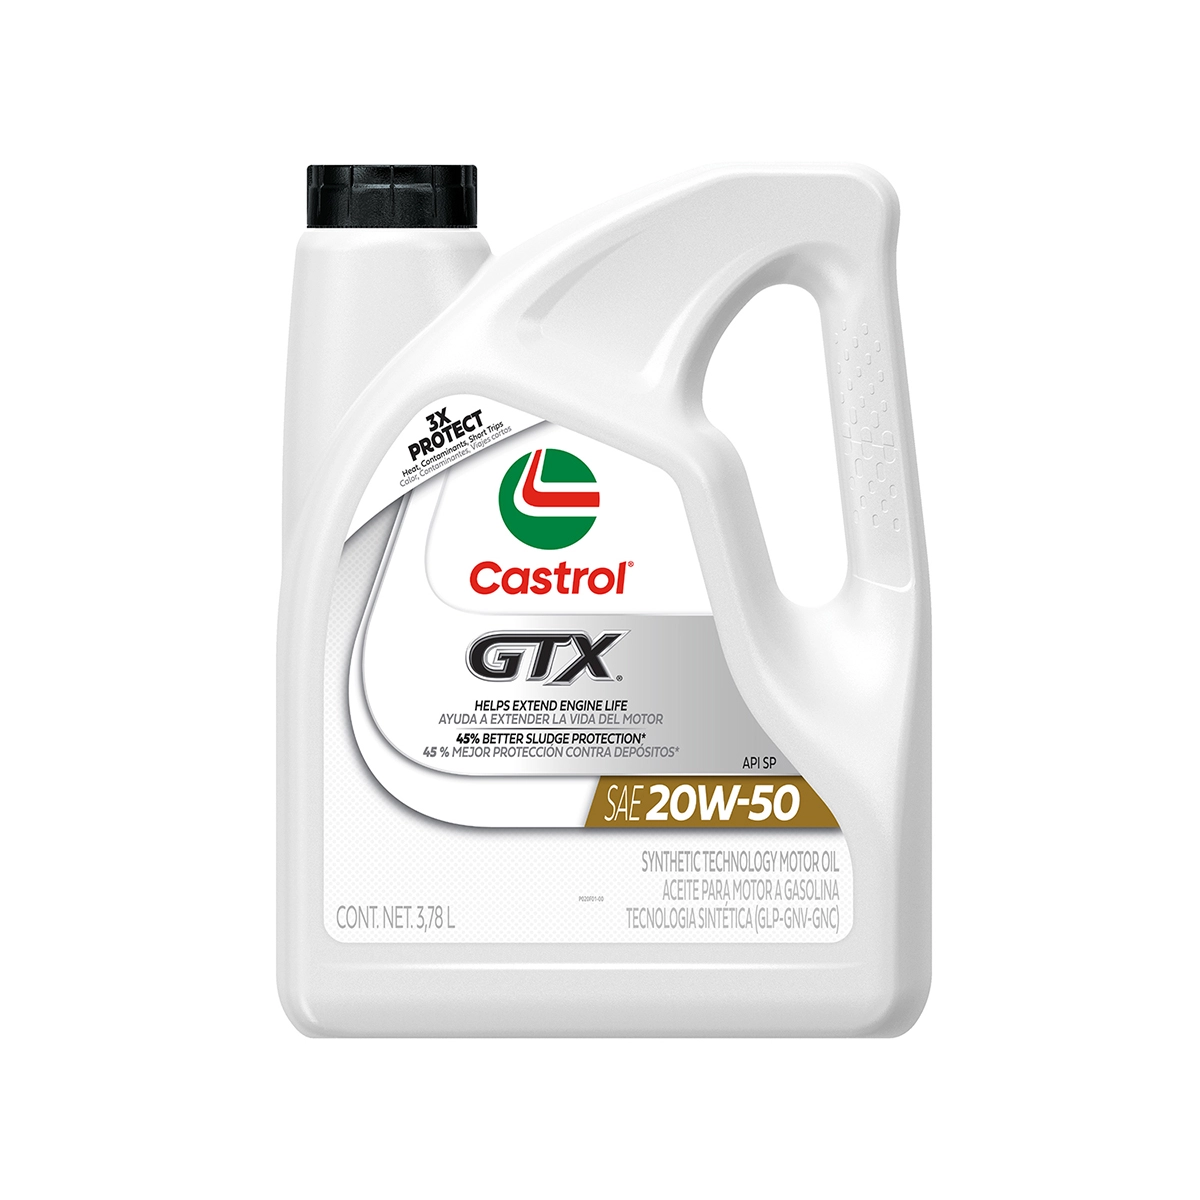 3X
PROTECT
Heat, Contaminants, Short Trips
Calor, Contaminantes, Viajes cortos
Castrol®
GTX®
HELPS EXTEND ENGINE LIFE
AYUDA A EXTENDER LA VIDA DEL MOTOR
45% BETTER SLUDGE PROTECTION*
45 % MEJOR PROTECCIÓN CONTRA DEPÓSITOS*
API SP
SAE 20W-50
SYNTHETIC TECHNOLOGY MOTOR OIL
ACEITE PARA MOTOR A GASOLINA
P020F01-00
CONT. NET. 3,78 L
TECNOLOGIA SINTÉTICA (GLP-GNV-GNC)